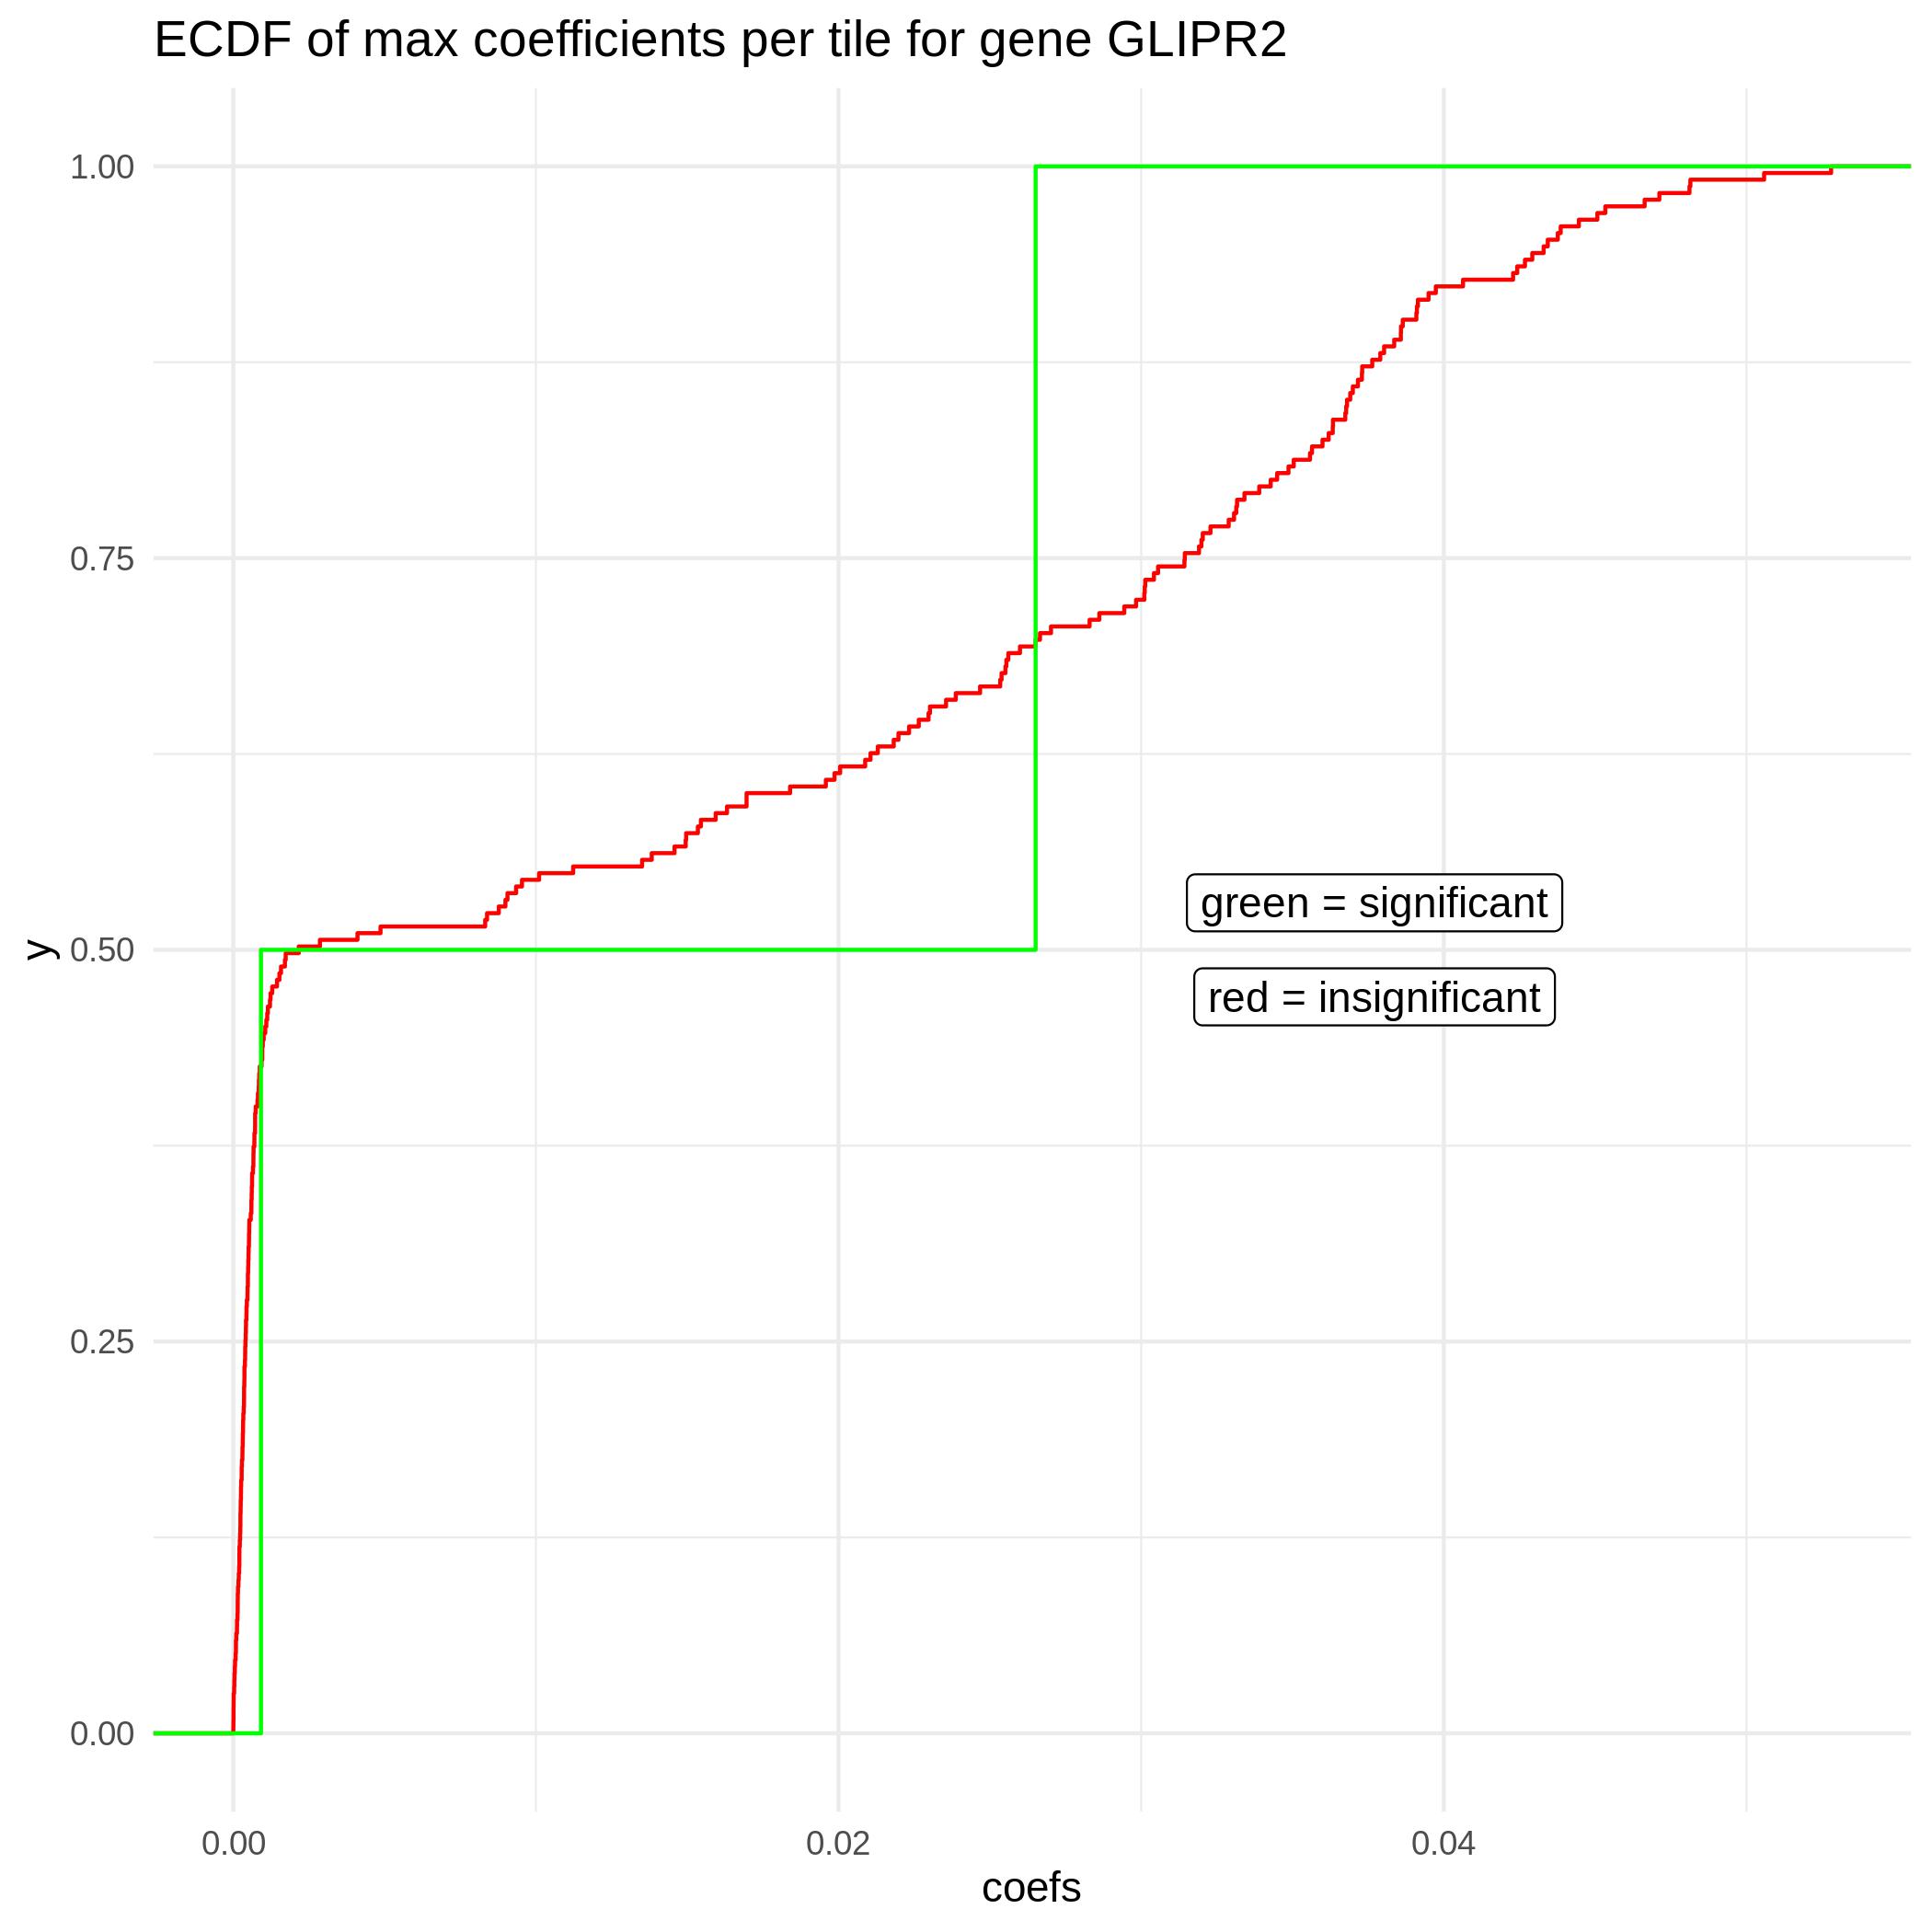 ECDF of max coefficients per tile for gene GLIPR2
1.00
0.75
0.50
0.25
0.00
y
green = significant
red = insignificant
0.00 0.02 0.04
coefs